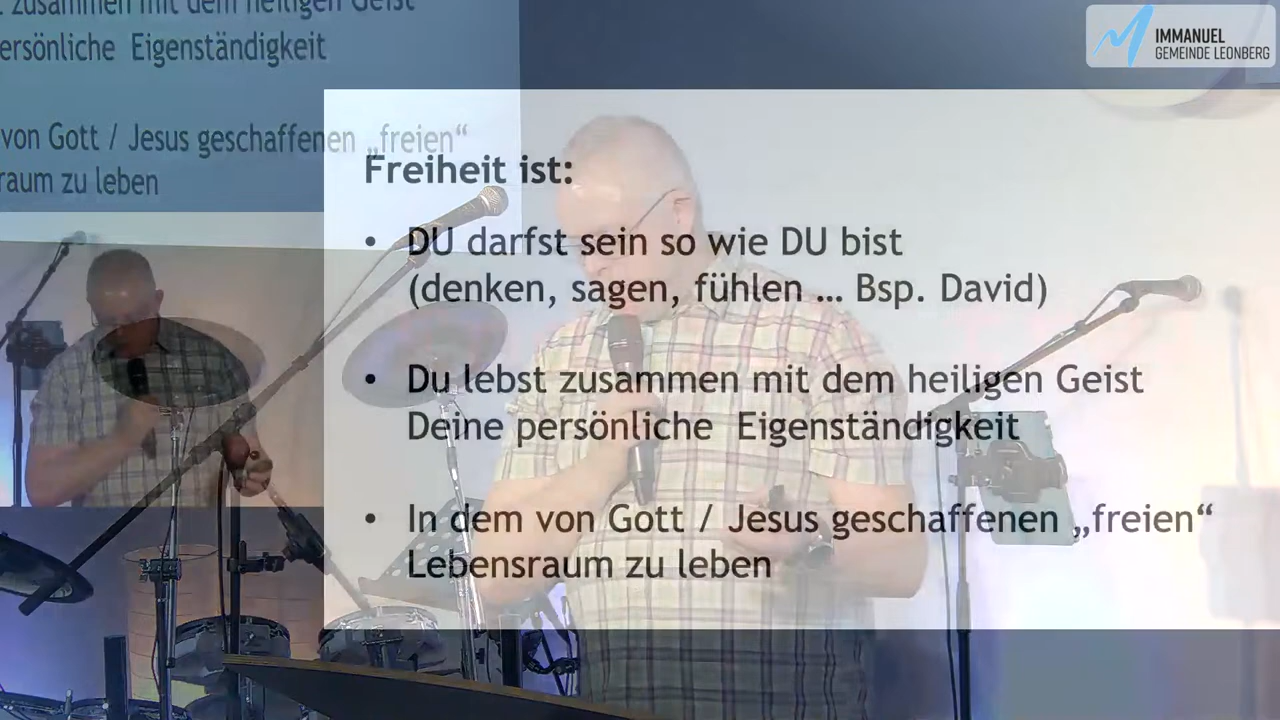 t zusammen mit dem heiligen Geist
ersönliche Eigenständigkeit
von Gott / Jesus geschaffenen „freien“
raum zu leben
IMMANUEL
GEMEINDE LEONBERG
Freiheit ist:
• DU darfst sein so wie DU bist
(denken, sagen, fühlen … Bsp. David)
• Du lebst zusammen mit dem heiligen Geist
Deine persönliche Eigenständigkeit
• In dem von Gott / Jesus geschaffenen „freien“
Lebensraum zu leben